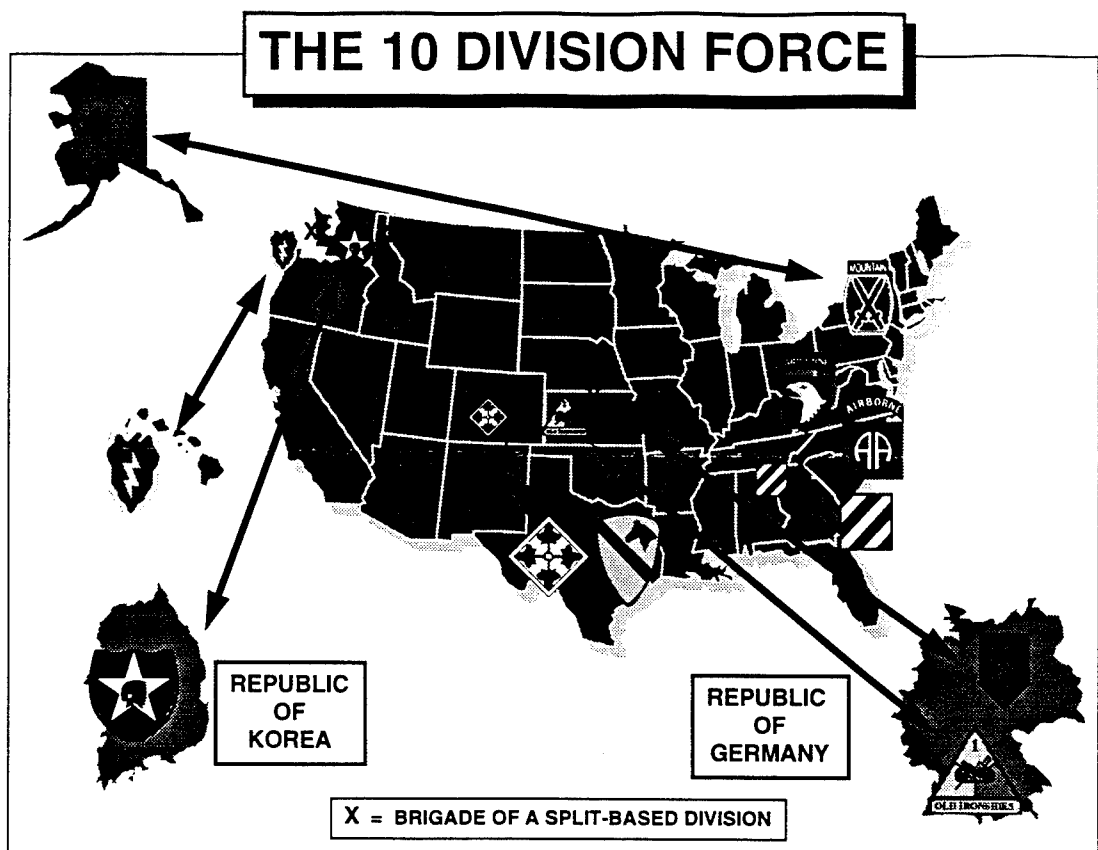 THE 10 DIVISION FORCE
X
MOUNTAIN
AIRBORNE
AA
REPUBLIC
OF
KOREA
REPUBLIC
OF
GERMANY
1
OLD IRONSIDES
X = BRIGADE OF A SPLIT-BASED DIVISION